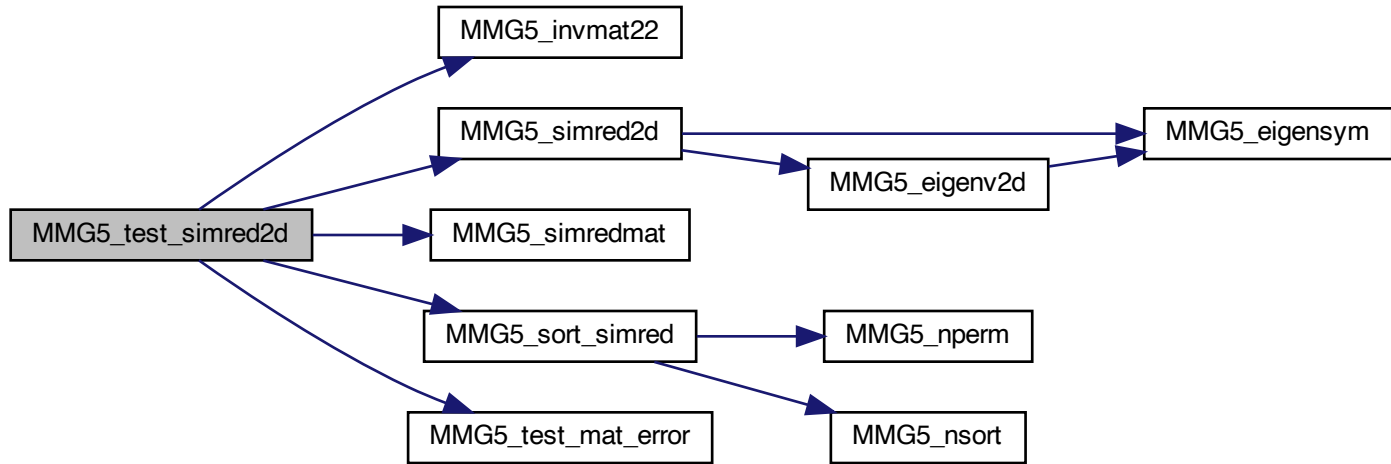 MMG5_invmat22
MMG5_simred2d
MMG5_eigensym
MMG5_eigenv2d
MMG5_test_simred2d
MMG5_simredmat
MMG5_sort_simred
MMG5_nperm
MMG5_test_mat_error
MMG5_nsort